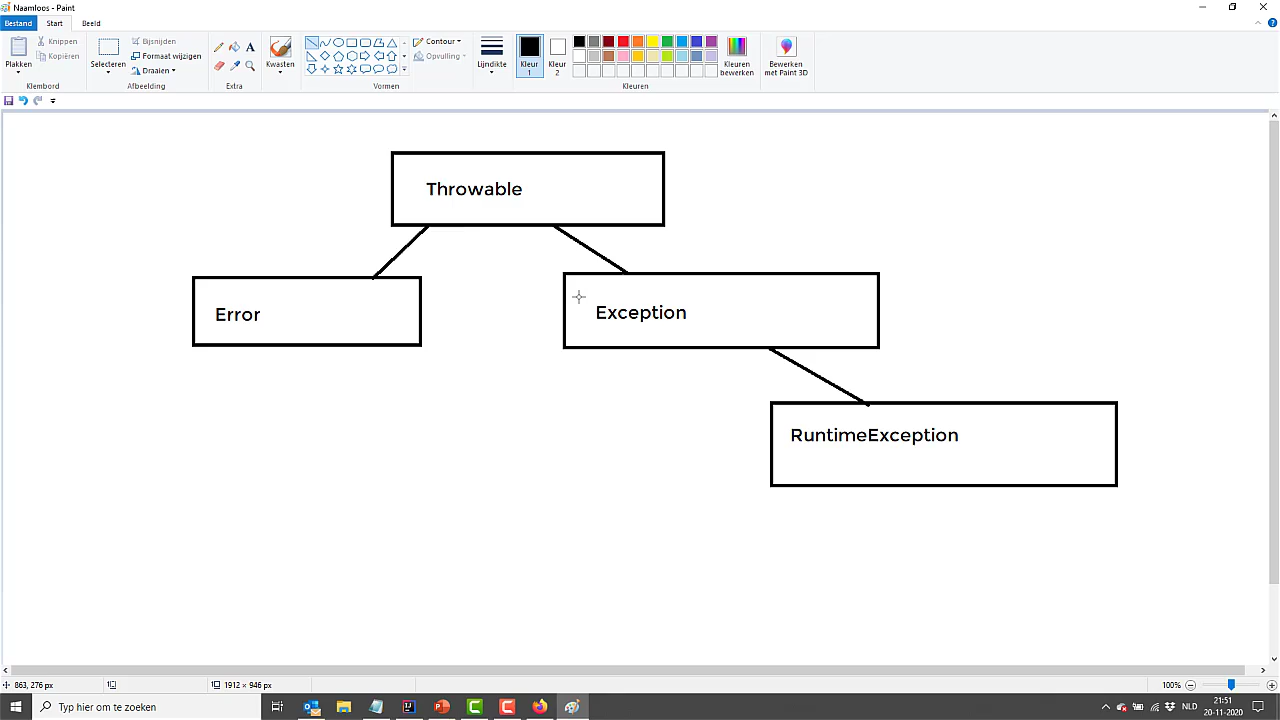 Naamloos - Paint
Bestand Start Beeld
Plakken
Knippen
Kopiëren
Klembord
Selecteren
Bijsnijden
Formaat wijzigen
Draaien
Afbeelding
A
Extra
Kwasten
Contour
Opvulling
Vormen
Lijndikte
Kleur
1
Kleur
2
Kleuren
bewerken
Kleuren
Bewerken
met Paint 3D
Throwable
Error
Exception
RuntimeException
863, 276 px
1912 × 946 px
100%
Typ hier om te zoeken
NLD
21:51
20-11-2020